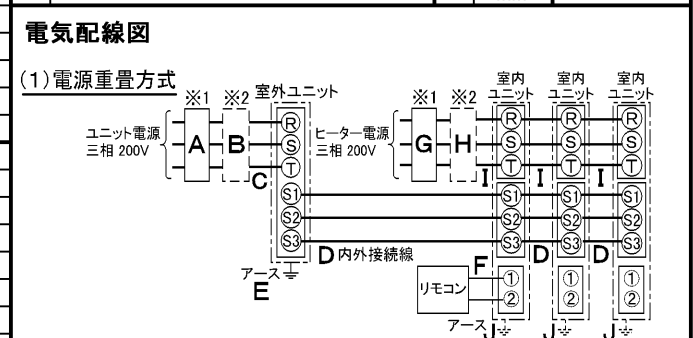 電気配線図
(1)電源重畳方式
※1 ※2 室外ユニット
※1 ※2
室内ユニット 室内ユニット 室内ユニット
ユニット電源
三相 200V
A B
R
S
T
C
ヒーター電源
三相 200V
G H
R R R
S S S
T T T
I I I
S1 S1 S1 S1
S2 S2 S2 S2
S3 S3 S3 S3
D 内外接続線
D D
アース
E
リモコン
F
① ① ①
② ② ②
アース J J J